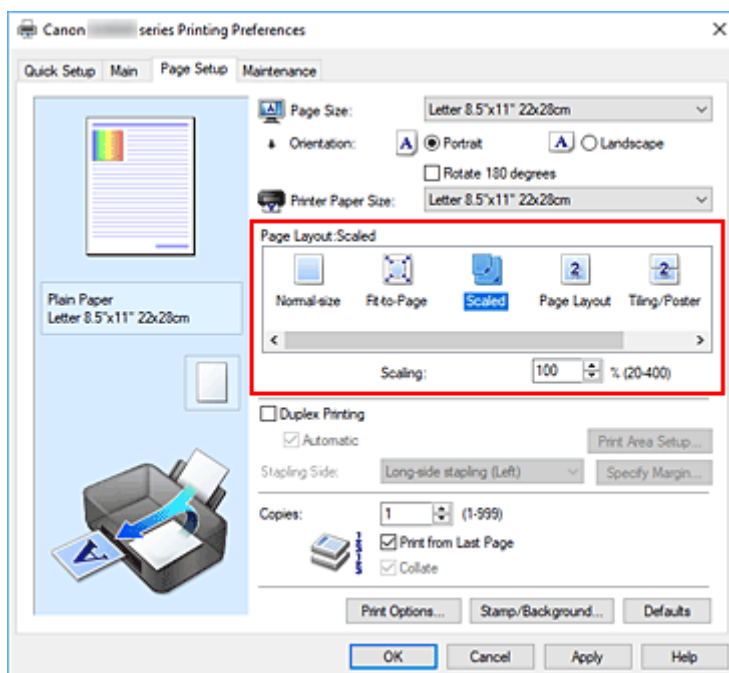 Canon series Printing Preferences
Quick Setup Main Page Setup Maintenance
Page Size: Letter 8.5"x11" 22x28cm
Orientation: A Portrait A Landscape
Rotate 180 degrees
Printer Paper Size: Letter 8.5"x11" 22x28cm
Page Layout:Scaled
Normal-size Fit-to-Page Scaled Page Layout Tiling/Poster
Plain Paper
Letter 8.5"x11" 22x28cm
Scaling: 100 % (20-400)
Duplex Printing
Automatic Print Area Setup...
Stapling Side: Long-side stapling (Left) Specify Margin...
Copies: 1 (1-999)
Print from Last Page
Collate
Print Options... Stamp/Background... Defaults
OK Cancel Apply Help